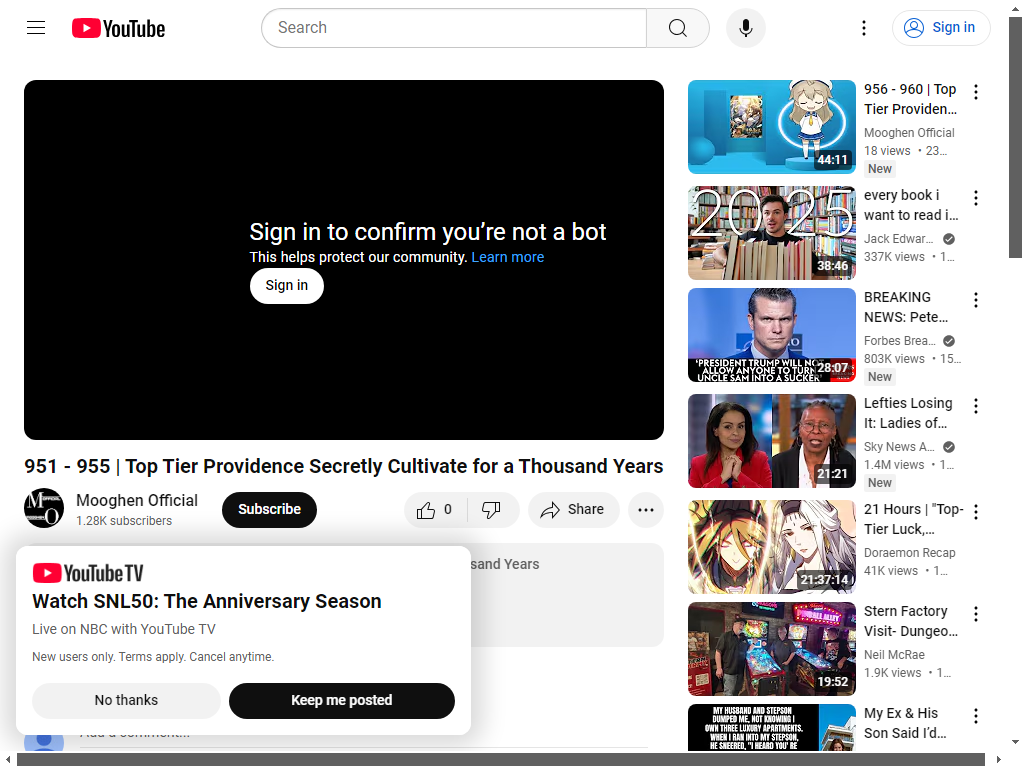 YouTube
Search
Sign in
Sign in to confirm you're not a bot
This helps protect our community. Learn more
Sign in
951 - 955 | Top Tier Providence Secretly Cultivate for a Thousand Years
Mooghen Official
1.28K subscribers
Subscribe
0
Share
sand Years
YouTube TV
Watch SNL50: The Anniversary Season
Live on NBC with YouTube TV
New users only. Terms apply. Cancel anytime.
No thanks
Keep me posted
Add a comment...
44:11
956 - 960 | Top
Tier Providen...
Mooghen Official
18 views • 23...
New
2025
38:46
every book i
want to read i...
Jack Edwar...
337K views • 1...
'PRESIDENT TRUMP WILL NOT
ALLOW ANYONE TO TURN
UNCLE SAM INTO A SUCKER'
28:07
BREAKING
NEWS: Pete...
Forbes Brea...
803K views • 15...
New
21:21
Lefties Losing
It: Ladies of...
Sky News A...
1.4M views • 1...
New
21:37:14
21 Hours | "Top-
Tier Luck,...
Doraemon Recap
41K views • 1...
19:52
Stern Factory
Visit- Dungeo...
Neil McRae
1.9K views • 1...
MY HUSBAND AND STEPSON
DUMPED ME, NOT KNOWING I
OWN THREE LUXURY APARTMENTS.
WHEN I RAN INTO MY STEPSON,
HE SNEERED, "I HEARD YOU' RE
My Ex & His
Son Said I'd...